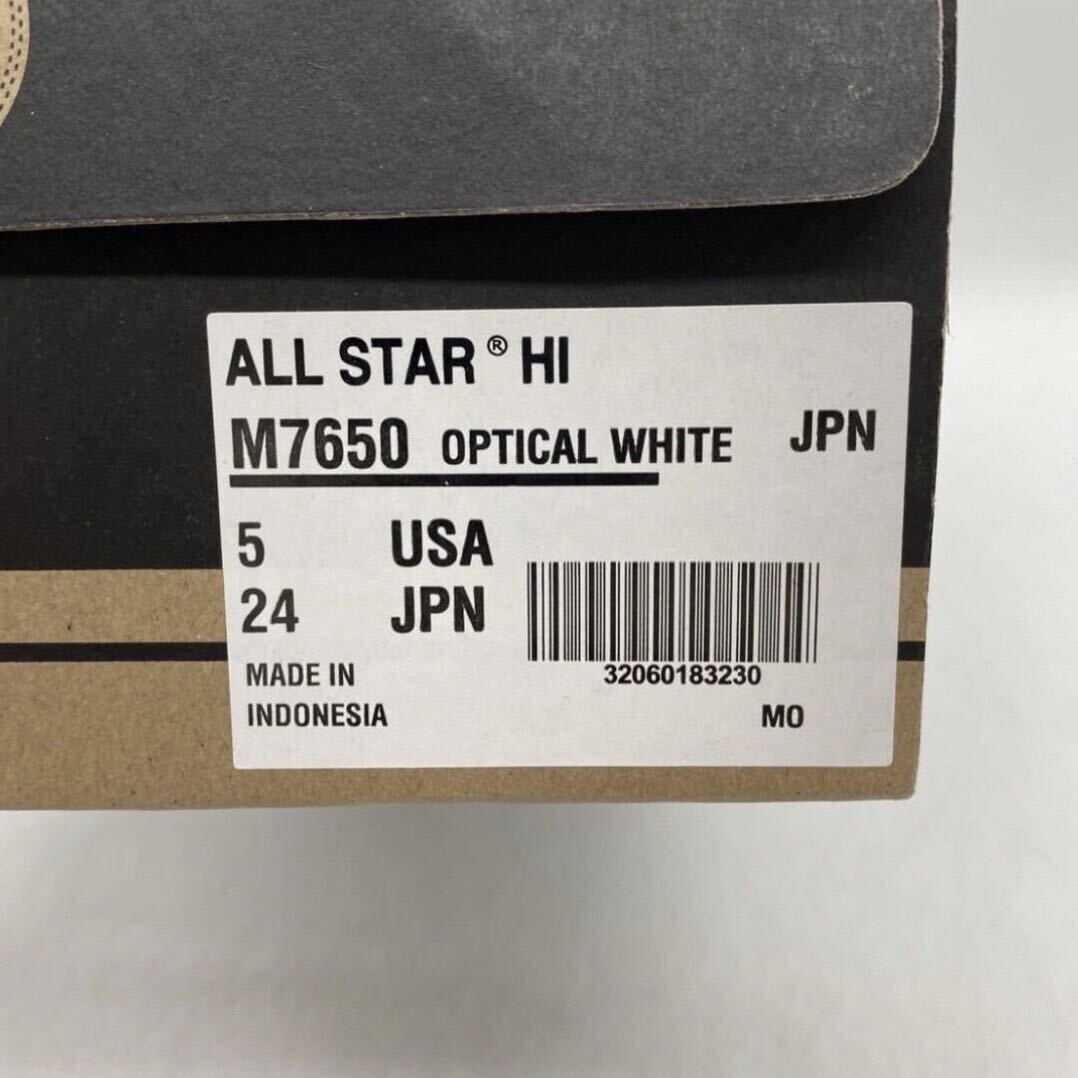 ALL STAR® HI
M7650 OPTICAL WHITE JPN
5 USA
24 JPN
MADE IN
INDONESIA
32060183230
MO